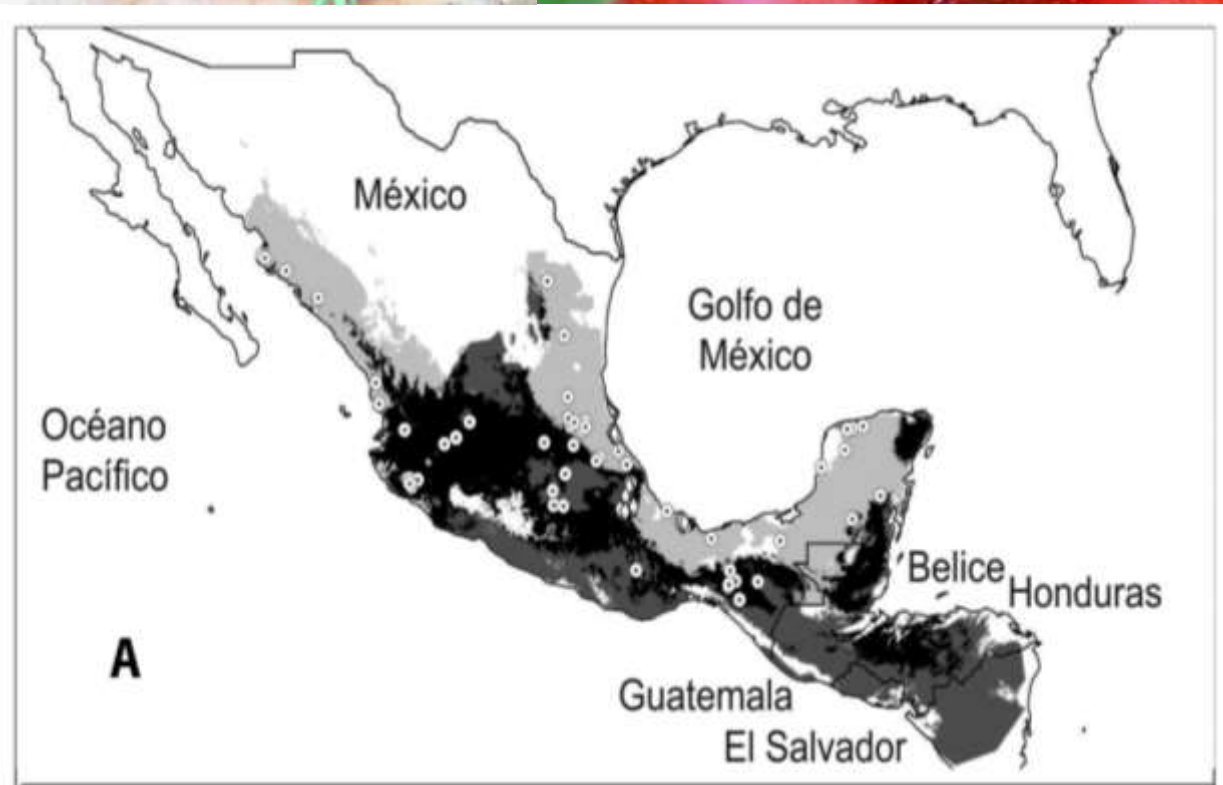 México
Golfo de
México
Océano
Pacífico
Belice
Honduras
A
Guatemala
El Salvador